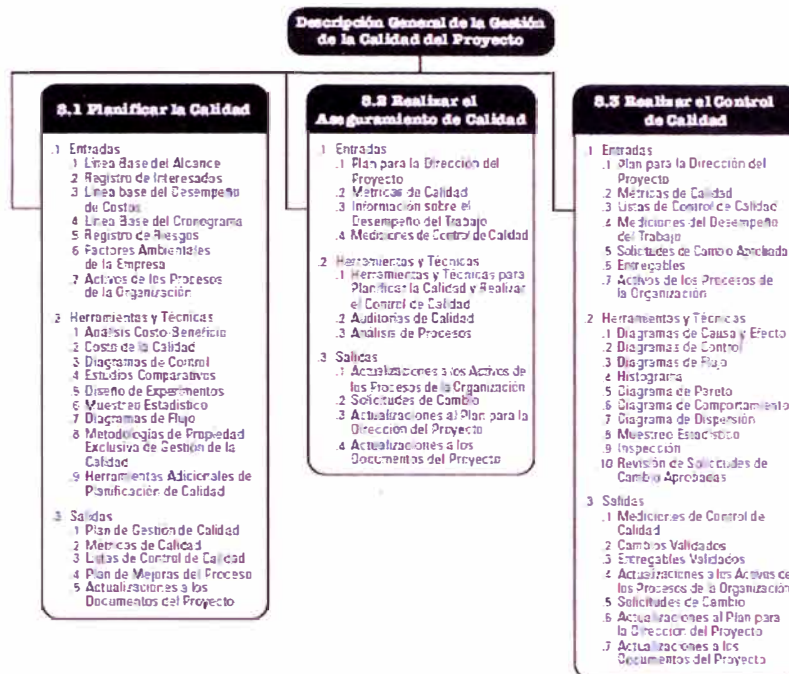 Descripción General de la Gestión
de la Calidad del Proyecto
8.1 Planificar la Calidad
.1 Entradas
.1 Línea Base del Alcance
.2 Registro de Interesados
.3 Línea base del Desempeño
de Costos
.4 Línea Base del Cronograma
.5 Registro de Riesgos
.6 Factores Ambientales
de la Empresa
.7 Activos de los Procesos
de la Organización
.2 Herramientas y Técnicas
.1 Análisis Costo-Beneficio
.2 Costo de la Calidad
.3 Diagramas de Control
.4 Estudios Comparativos
.5 Diseño de Experimentos
.6 Muestreo Estadístico
.7 Diagramas de Flujo
.8 Metodologías de Propiedad
Exclusiva de Gestión de la
Calidad
.9 Herramientas Adicionales de
Planificación de Calidad
.3 Salidas
.1 Plan de Gestión de Calidad
.2 Métricas de Calidad
.3 Listas de Control de Calidad
.4 Plan de Mejoras del Proceso
.5 Actualizaciones a los
Documentos del Proyecto
8.2 Realizar el
Aseguramiento de Calidad
.1 Entradas
.1 Plan para la Dirección del
Proyecto
.2 Métricas de Calidad
.3 Información sobre el
Desempeño del Trabajo
.4 Mediciones de Control de Calidad
.2 Herramientas y Técnicas
.1 Herramientas y Técnicas para
Planificar la Calidad y Realizar
el Control de Calidad
.2 Auditorías de Calidad
.3 Análisis de Procesos
.3 Salidas
.1 Actualizaciones a los Activos de
los Procesos de la Organización
.2 Solicitudes de Cambio
.3 Actualizaciones al Plan para la
Dirección del Proyecto
.4 Actualizaciones a los
Documentos del Proyecto
8.3 Realizar el Control
de Calidad
.1 Entradas
.1 Plan para la Dirección del
Proyecto
.2 Métricas de Calidad
.3 Listas de Control de Calidad
.4 Mediciones del Desempeño
del Trabajo
.5 Solicitudes de Cambio Aprobada
.6 Entregables
.7 Activos de los Procesos de
la Organización
.2 Herramientas y Técnicas
.1 Diagramas de Causa y Efecto
.2 Diagramas de Control
.3 Diagramas de Flujo
.4 Histograma
.5 Diagrama de Pareto
.6 Diagrama de Comportamiento
.7 Diagrama de Dispersión
.8 Muestreo Estadístico
.9 Inspección
.10 Revisión de Solicitudes de
Cambio Aprobadas
.3 Salidas
.1 Mediciones de Control de
Calidad
.2 Cambios Validados
.3 Entregables Validados
.4 Actualizaciones a los Activos de
los Procesos de la Organización
.5 Solicitudes de Cambio
.6 Actualizaciones al Plan para
la Dirección del Proyecto
.7 Actualizaciones a los
Documentos del Proyecto